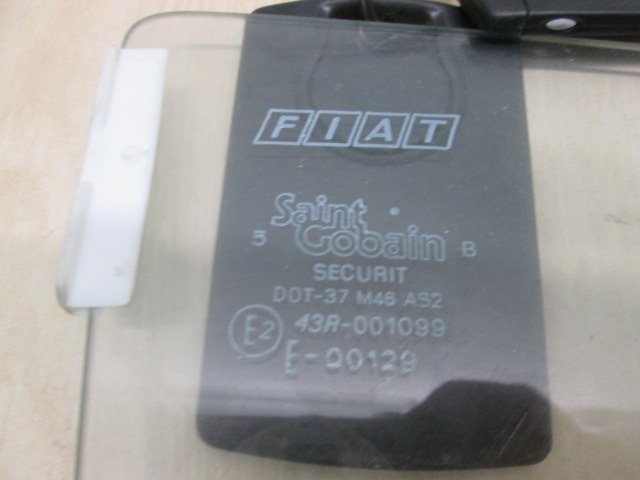 FIAT
Saint
5 Gobain B
SECURIT
DOT-37 M46 AS2
E2 43R-001099
E-00129